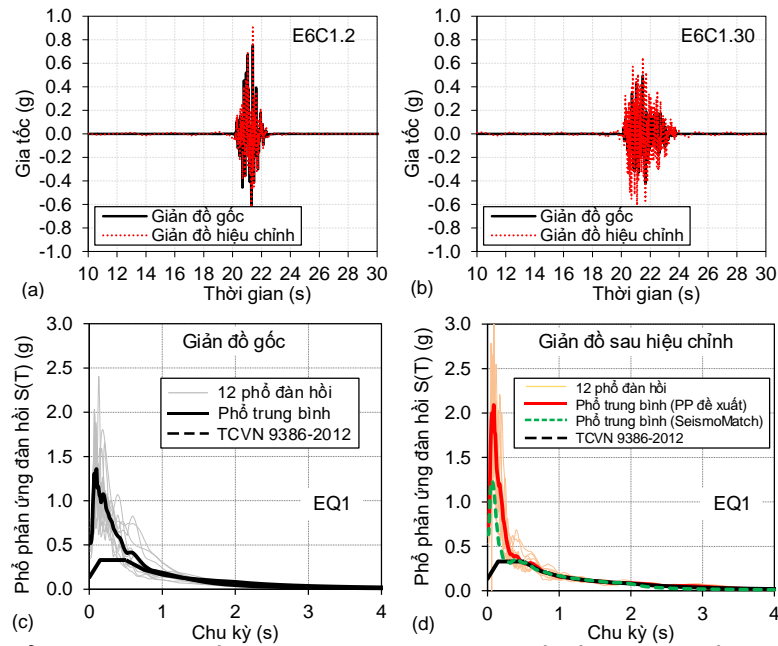 E6C1.2
Gia tốc (g)
1.0
0.8
0.6
0.4
0.2
0.0
-0.2
-0.4
-0.6
-0.8
-1.0
Giản đồ gốc
Giản đồ hiệu chỉnh
10 12 14 16 18 20 22 24 26 28 30
Thời gian (s)
(a)
E6C1.30
Gia tốc (g)
1.0
0.8
0.6
0.4
0.2
0.0
-0.2
-0.4
-0.6
-0.8
-1.0
Giản đồ gốc
Giản đồ hiệu chỉnh
10 12 14 16 18 20 22 24 26 28 30
Thời gian (s)
(b)
Phổ phản ứng đàn hồi S(T) (g)
3.0
2.5
2.0
1.5
1.0
0.5
0.0
Giản đồ gốc
12 phổ đàn hồi
Phổ trung bình
TCVN 9386-2012
EQ1
0 1 2 3 4
Chu kỳ (s)
(c)
Phổ phản ứng đàn hồi S(T) (g)
3.0
2.5
2.0
1.5
1.0
0.5
0.0
Giản đồ sau hiệu chỉnh
12 phổ đàn hồi
Phổ trung bình (PP đề xuất)
Phổ trung bình (SeismoMatch)
TCVN 9386-2012
EQ1
0 1 2 3 4
Chu kỳ (s)
(d)